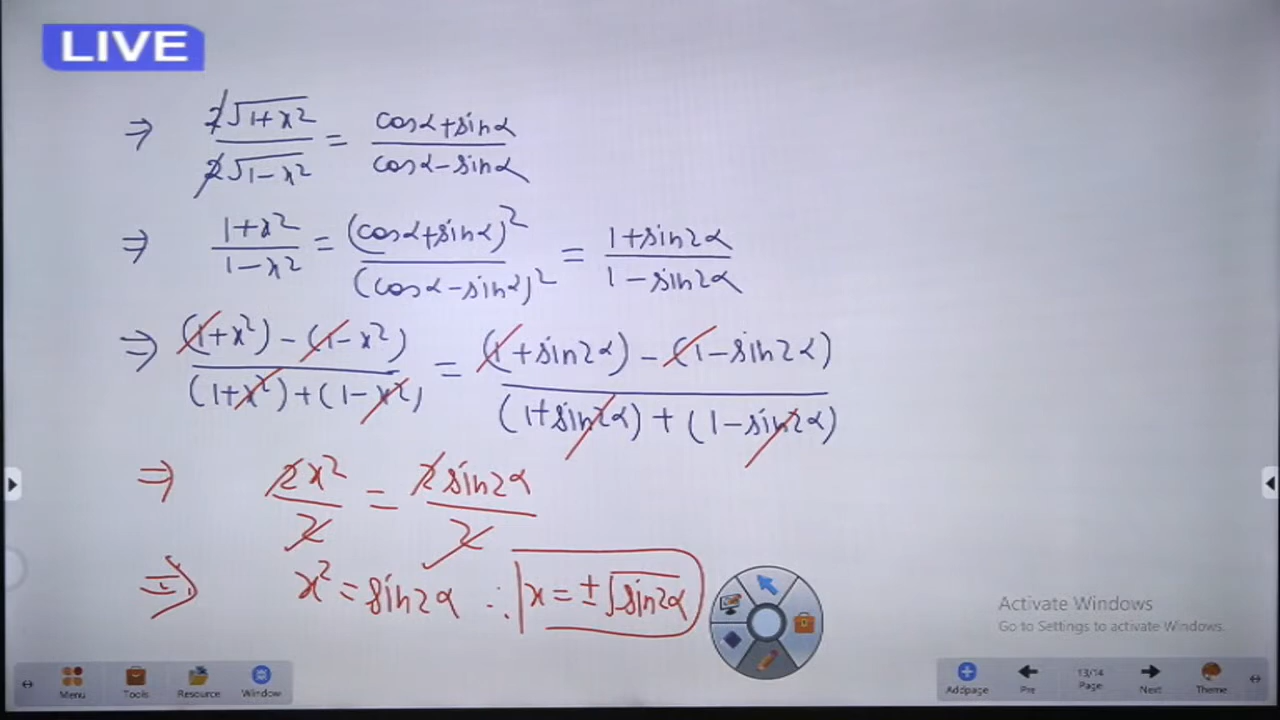 LIVE
⇒ 2√1+x² / 2√1-x² = cosα+sinα / cosα-sinα
⇒ 1+x² / 1-x² = (cosα+sinα)² / (cosα-sinα)² = 1+sin2α / 1-sin2α
⇒ (1+x²)-(1-x²) / (1+x²)+(1-x²) = (1+sin2α)-(1-sin2α) / (1+sin2α)+(1-sin2α)
⇒ 2x² / 2 = 2sin2α / 2
⇒ x² = sin2α ∴ x = ±√sin2α
Activate Windows
Go to Settings to activate Windows.
Menu Tools Resource Window
Addpage Pre 13/14 Page Next Theme